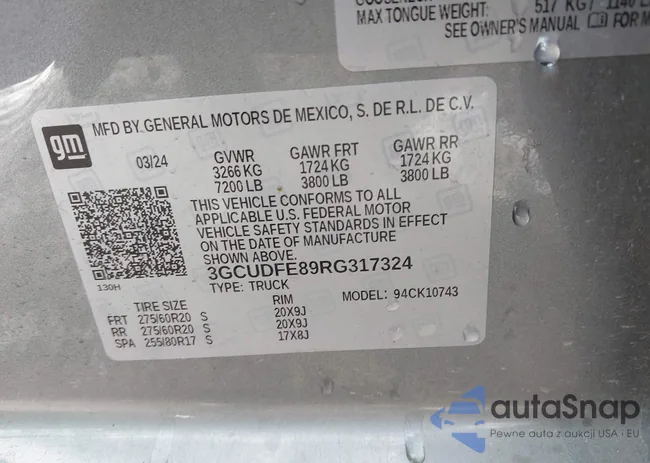 MAX TONGUE WEIGHT: 517 KG / 1140
SEE OWNER'S MANUAL FOR
gm
MFD BY GENERAL MOTORS DE MEXICO, S. DE R.L. DE C.V.
03/24 GVWR GAWR FRT GAWR RR
3266 KG 1724 KG 1724 KG
7200 LB 3800 LB 3800 LB
THIS VEHICLE CONFORMS TO ALL
APPLICABLE U.S. FEDERAL MOTOR
VEHICLE SAFETY STANDARDS IN EFFECT
ON THE DATE OF MANUFACTURE
SHOWN ABOVE.
3GCUDFE89RG317324
130H
TYPE: TRUCK MODEL: 94CK10743
TIRE SIZE RIM
FRT 275/60R20 S 20X9J
RR 275/60R20 S 20X9J
SPA 255/80R17 S 17X8J
autaSnap
Pewne auta z aukcji USA · EU